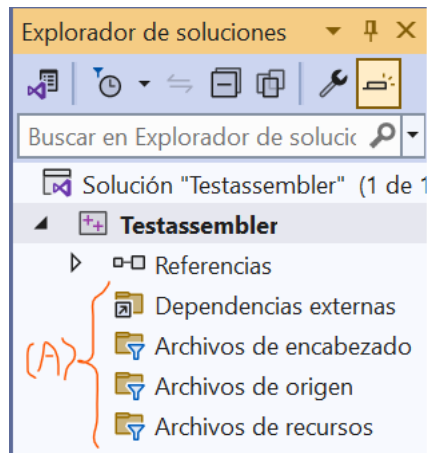 Explorador de soluciones
Buscar en Explorador de solucic
Solución "Testassembler" (1 de 1
Testassembler
Referencias
Dependencias externas
Archivos de encabezado
(A)
Archivos de origen
Archivos de recursos